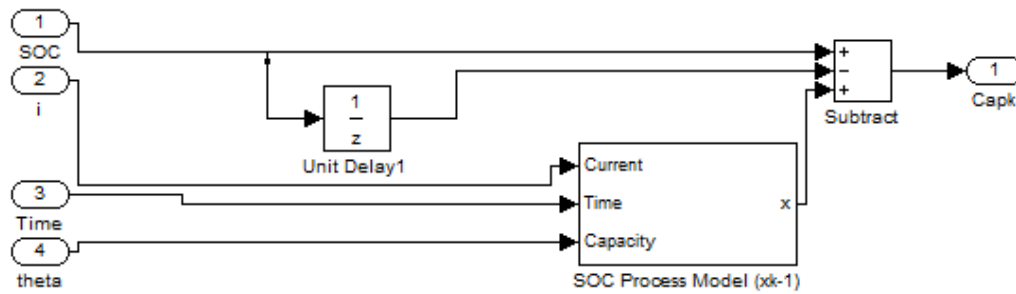 1
SOC
2
i
3
Time
4
theta
1
z
Unit Delay1
Current
Time
Capacity
x
SOC Process Model (xk-1)
+
−
+
Subtract
1
Capk